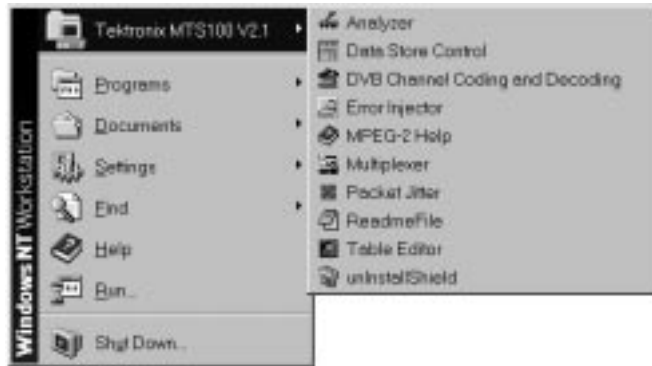 Windows NT Workstation
Tektronix MTS100 V2.1
Programs
Documents
Settings
Find
Help
Run...
Shut Down...
Analyzer
Data Store Control
DVB Channel Coding and Decoding
Error Injector
MPEG-2 Help
Multiplexer
Packet Jitter
ReadmeFile
Table Editor
unInstallShield